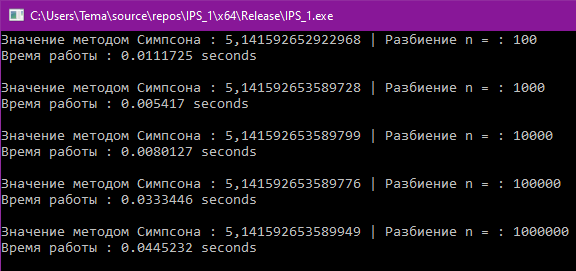 C:\Users\Tema\source\repos\IPS_1\x64\Release\IPS_1.exe
Значение методом Симпсона : 5,141592652922968 | Разбиение n = : 100
Время работы : 0.0111725 seconds
Значение методом Симпсона : 5,141592653589728 | Разбиение n = : 1000
Время работы : 0.005417 seconds
Значение методом Симпсона : 5,141592653589799 | Разбиение n = : 10000
Время работы : 0.0080127 seconds
Значение методом Симпсона : 5,141592653589776 | Разбиение n = : 100000
Время работы : 0.0333446 seconds
Значение методом Симпсона : 5,141592653589949 | Разбиение n = : 1000000
Время работы : 0.0445232 seconds